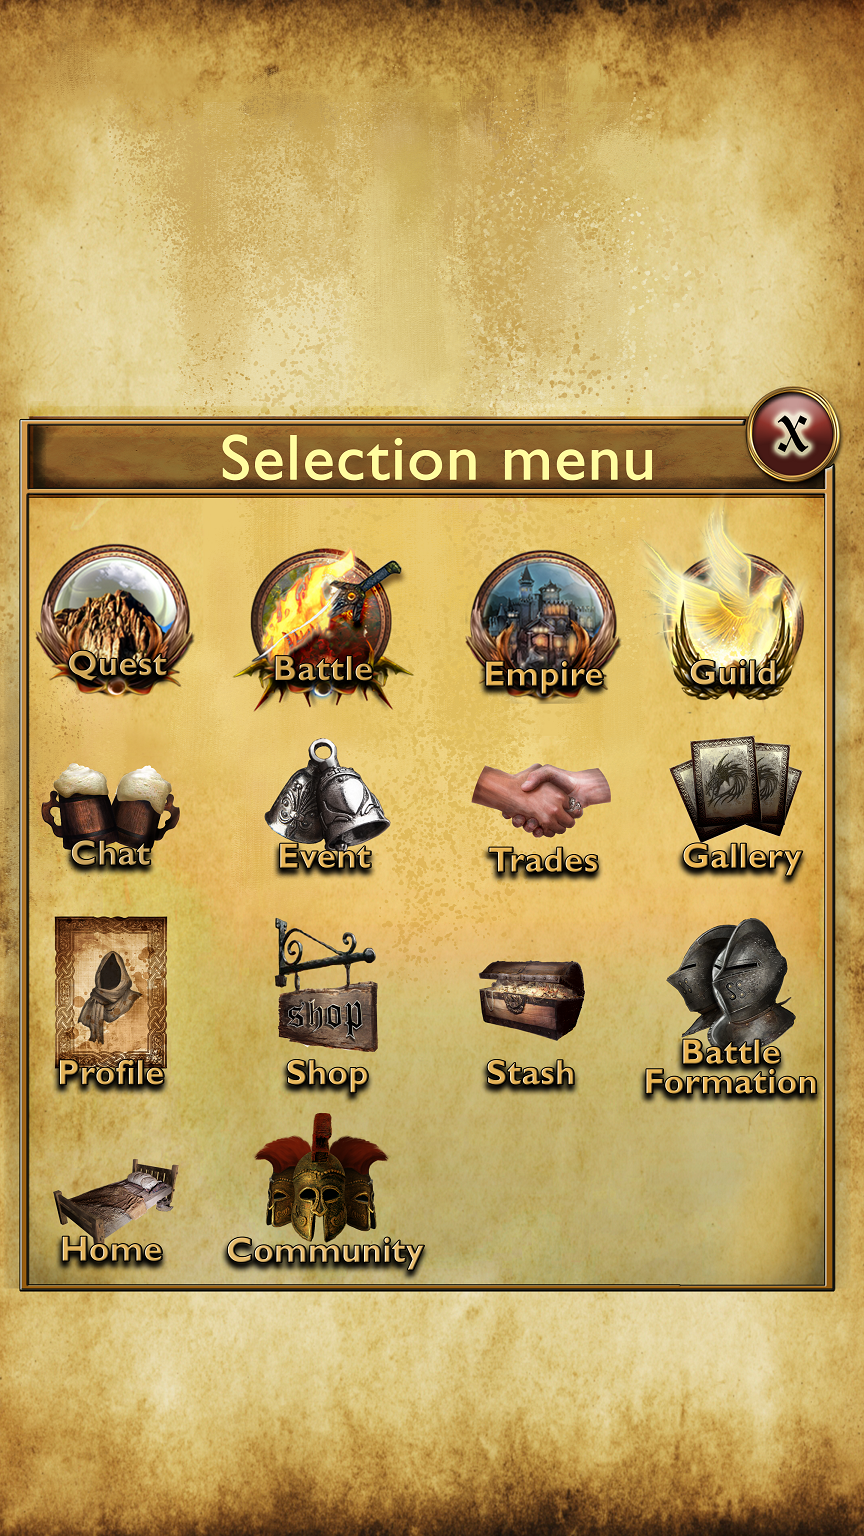 Selection menu
X
Quest
Battle
Empire
Guild
Chat
Event
Trades
Gallery
Profile
shop
Shop
Stash
Battle
Formation
Home
Community